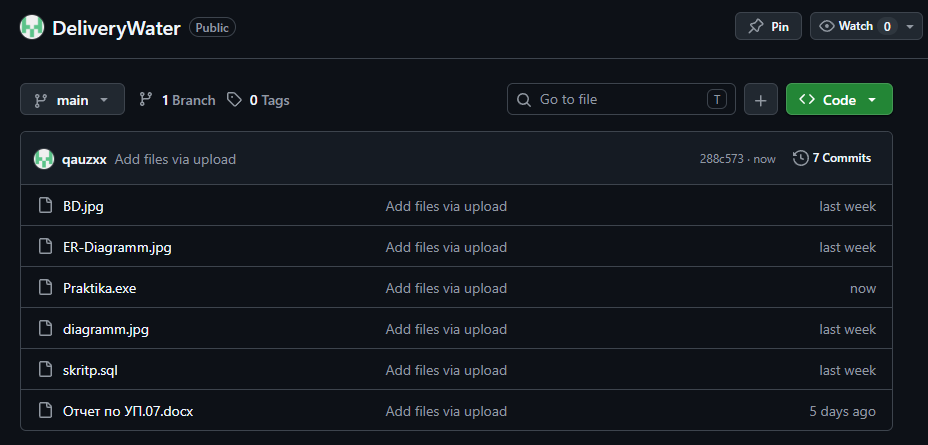 DeliveryWater Public Pin Watch 0
main 1 Branch 0 Tags Go to file T Code
qauzxx Add files via upload 288c573 · now 7 Commits
BD.jpg Add files via upload last week
ER-Diagramm.jpg Add files via upload last week
Praktika.exe Add files via upload now
diagramm.jpg Add files via upload last week
skritp.sql Add files via upload last week
Отчет по УП.07.docx Add files via upload 5 days ago